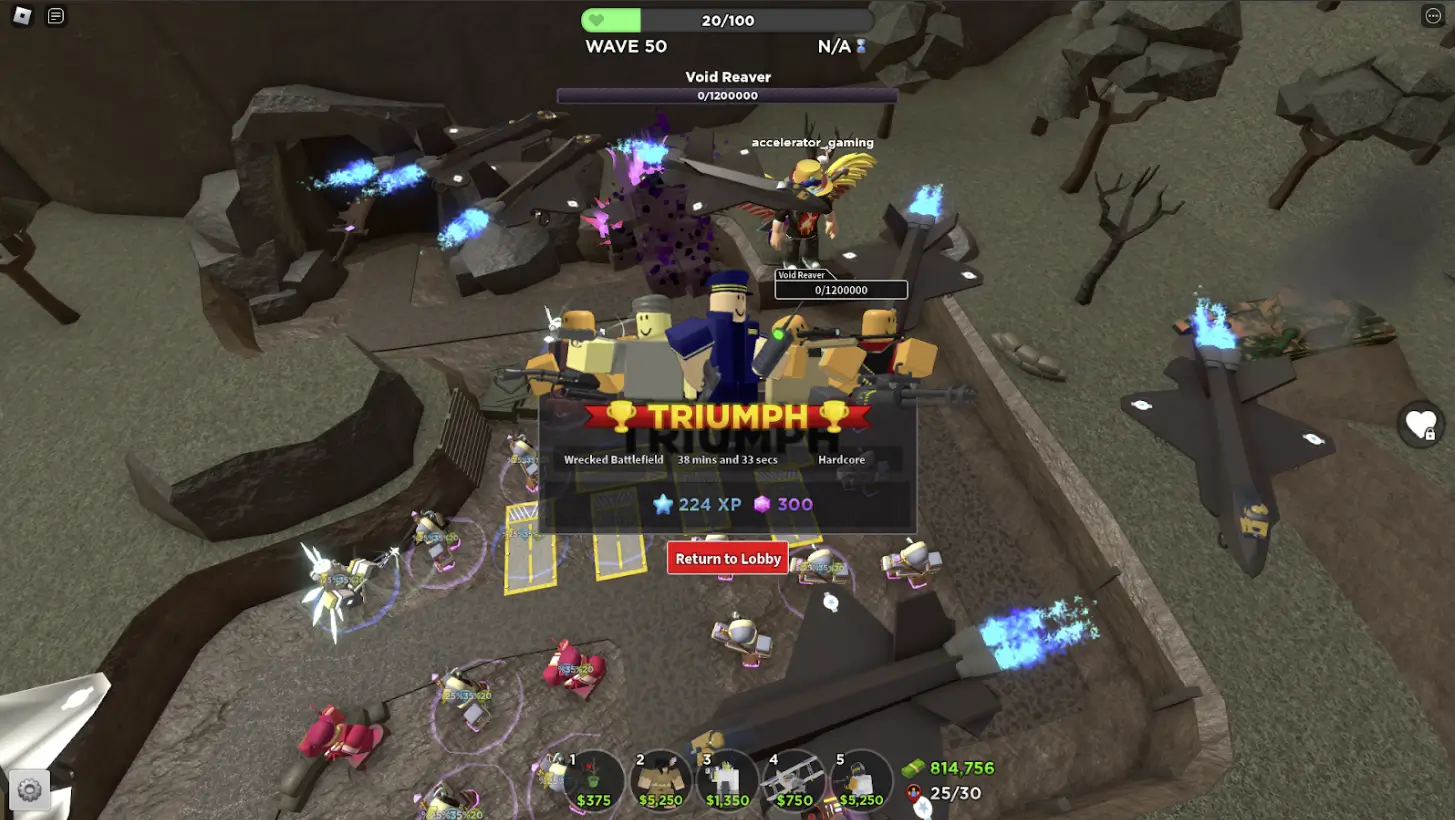 20/100
WAVE 50
N/A
Void Reaver
0/1200000
accelerator_gaming
Void Reaver
0/1200000
TRIUMPH
Wrecked Battlefield
38 mins and 33 secs
Hardcore
224 XP
300
Return to Lobby
%35%20
1
$375
2
$5,250
3
$1,350
4
$750
5
$5,250
814,756
25/30